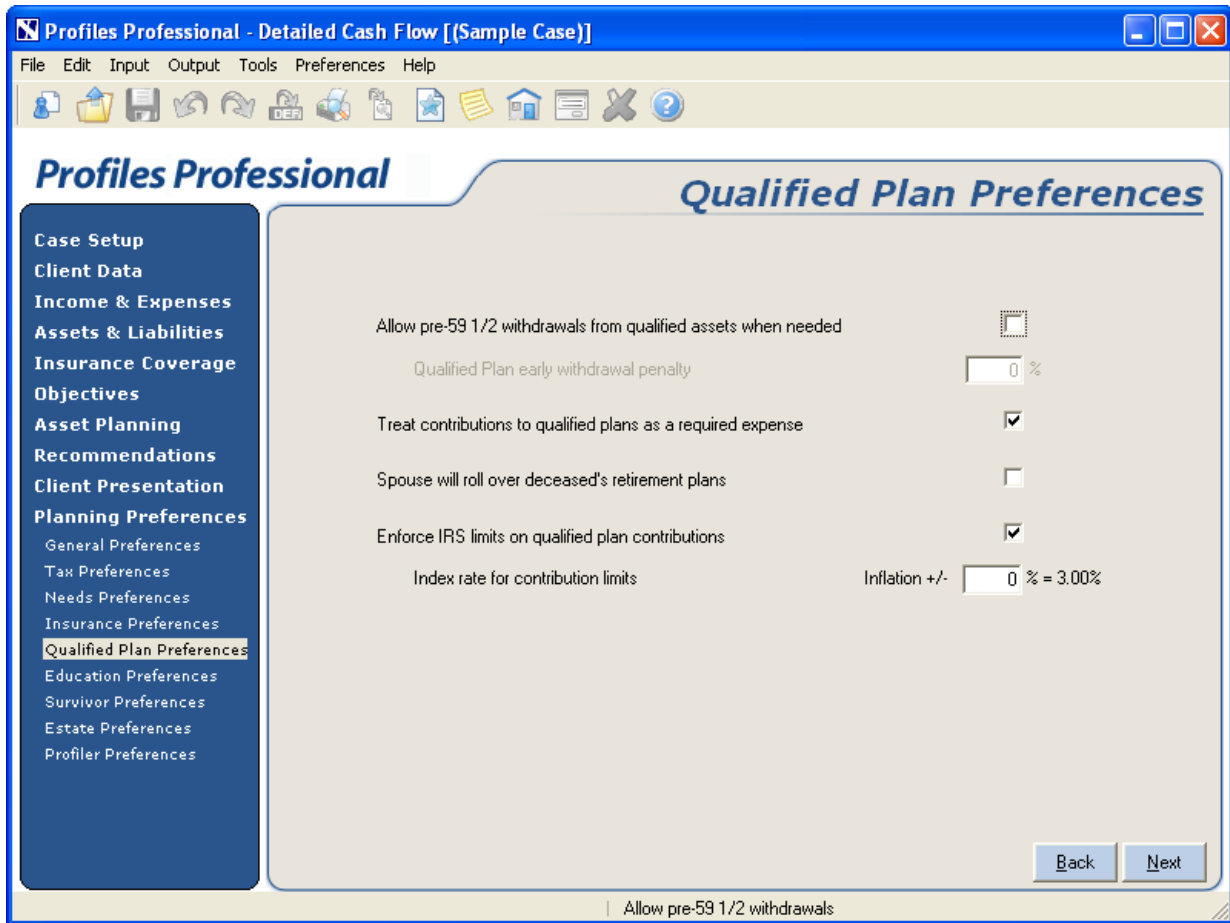 Profiles Professional - Detailed Cash Flow [(Sample Case)]
File Edit Input Output Tools Preferences Help
DEF
Profiles Professional
Qualified Plan Preferences
Case Setup
Client Data
Income & Expenses
Assets & Liabilities
Insurance Coverage
Objectives
Asset Planning
Recommendations
Client Presentation
Planning Preferences
General Preferences
Tax Preferences
Needs Preferences
Insurance Preferences
Qualified Plan Preferences
Education Preferences
Survivor Preferences
Estate Preferences
Profiler Preferences
Allow pre-59 1/2 withdrawals from qualified assets when needed
Qualified Plan early withdrawal penalty 0 %
Treat contributions to qualified plans as a required expense
Spouse will roll over deceased's retirement plans
Enforce IRS limits on qualified plan contributions
Index rate for contribution limits Inflation +/- 0 % = 3.00%
Back Next
Allow pre-59 1/2 withdrawals